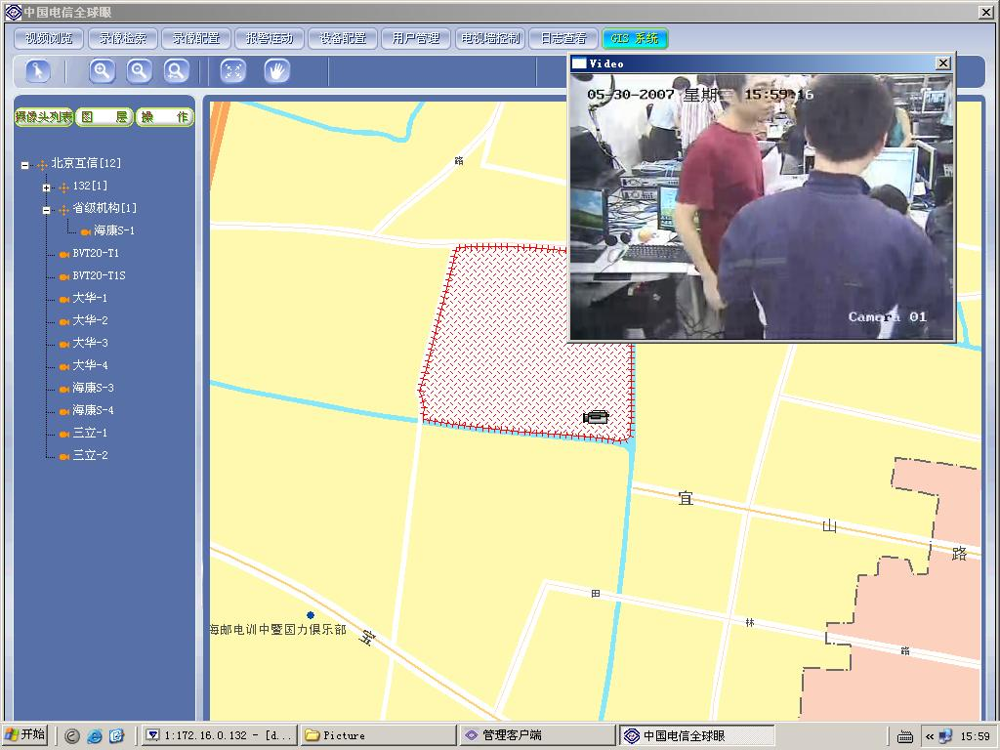 中国电信全球眼
视频浏览 录像检索 录像配置 报警连动 设备配置 用户管理 电视墙控制 日志查看 GIS 系统
Video
05-30-2007 星期 15:59:16
Camera 01
摄像头列表 图 层 操 作
北京互信[12]
132[1]
省级机构[1]
海康S-1
BVT20-T1
BVT20-T1S
大华-1
大华-2
大华-3
大华-4
海康S-3
海康S-4
三立-1
三立-2
路
宜 山 路
田 林 路
海邮电训中暨国力俱乐部
开始 1:172.16.0.132 - [d... Picture 管理客户端 中国电信全球眼 « 15:59